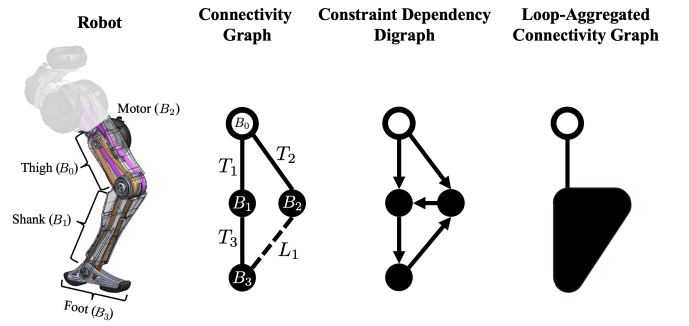 Robot
Connectivity
Graph
Constraint Dependency
Digraph
Loop-Aggregated
Connectivity Graph
Motor (B₂)
Thigh (B₀)
Shank (B₁)
Foot (B₃)
B₀
T₁
T₂
B₁
B₂
T₃
L₁
B₃